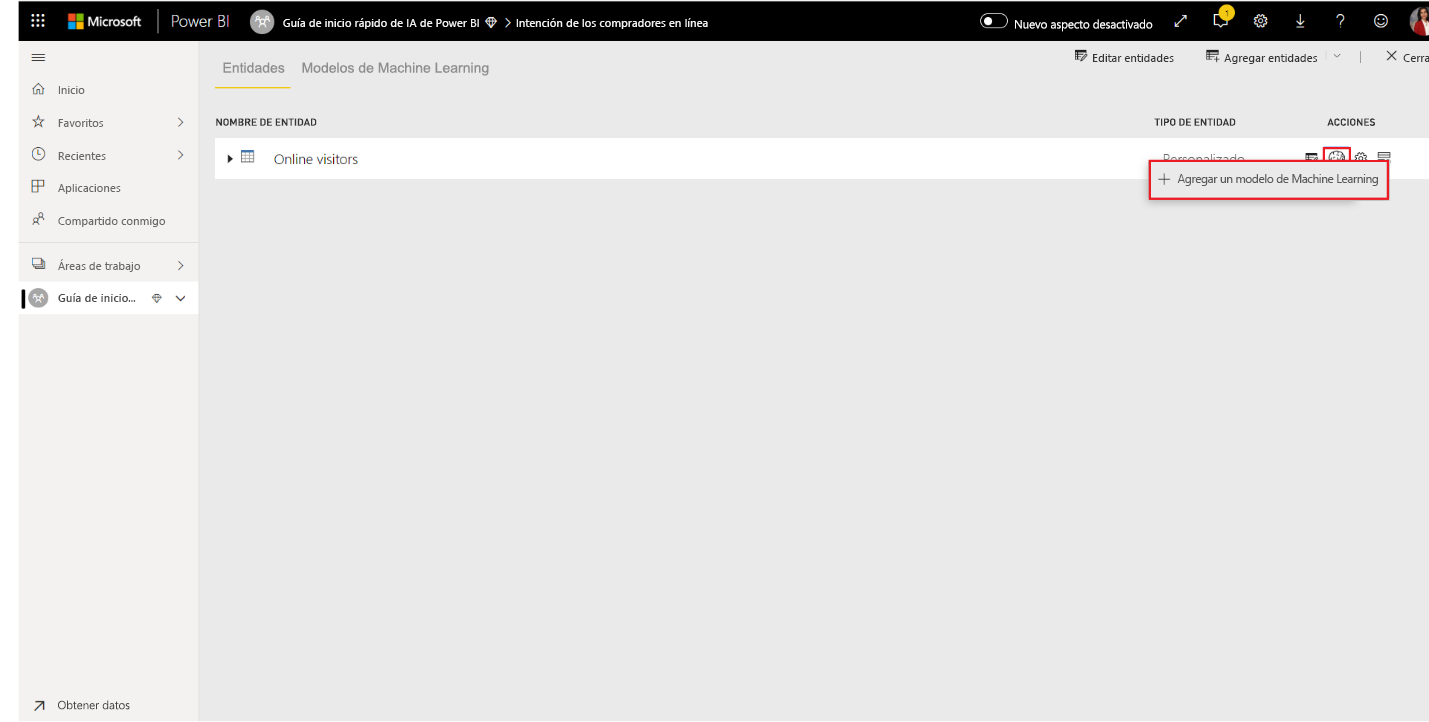 Microsoft Power BI Guía de inicio rápido de IA de Power BI > Intención de los compradores en línea Nuevo aspecto desactivado 1 ?
Editar entidades Agregar entidades Cerra
Entidades Modelos de Machine Learning
Inicio
Favoritos
Recientes
Aplicaciones
Compartido conmigo
Áreas de trabajo
Guía de inicio...
Obtener datos
NOMBRE DE ENTIDAD TIPO DE ENTIDAD ACCIONES
Online visitors Personalizado
+ Agregar un modelo de Machine Learning